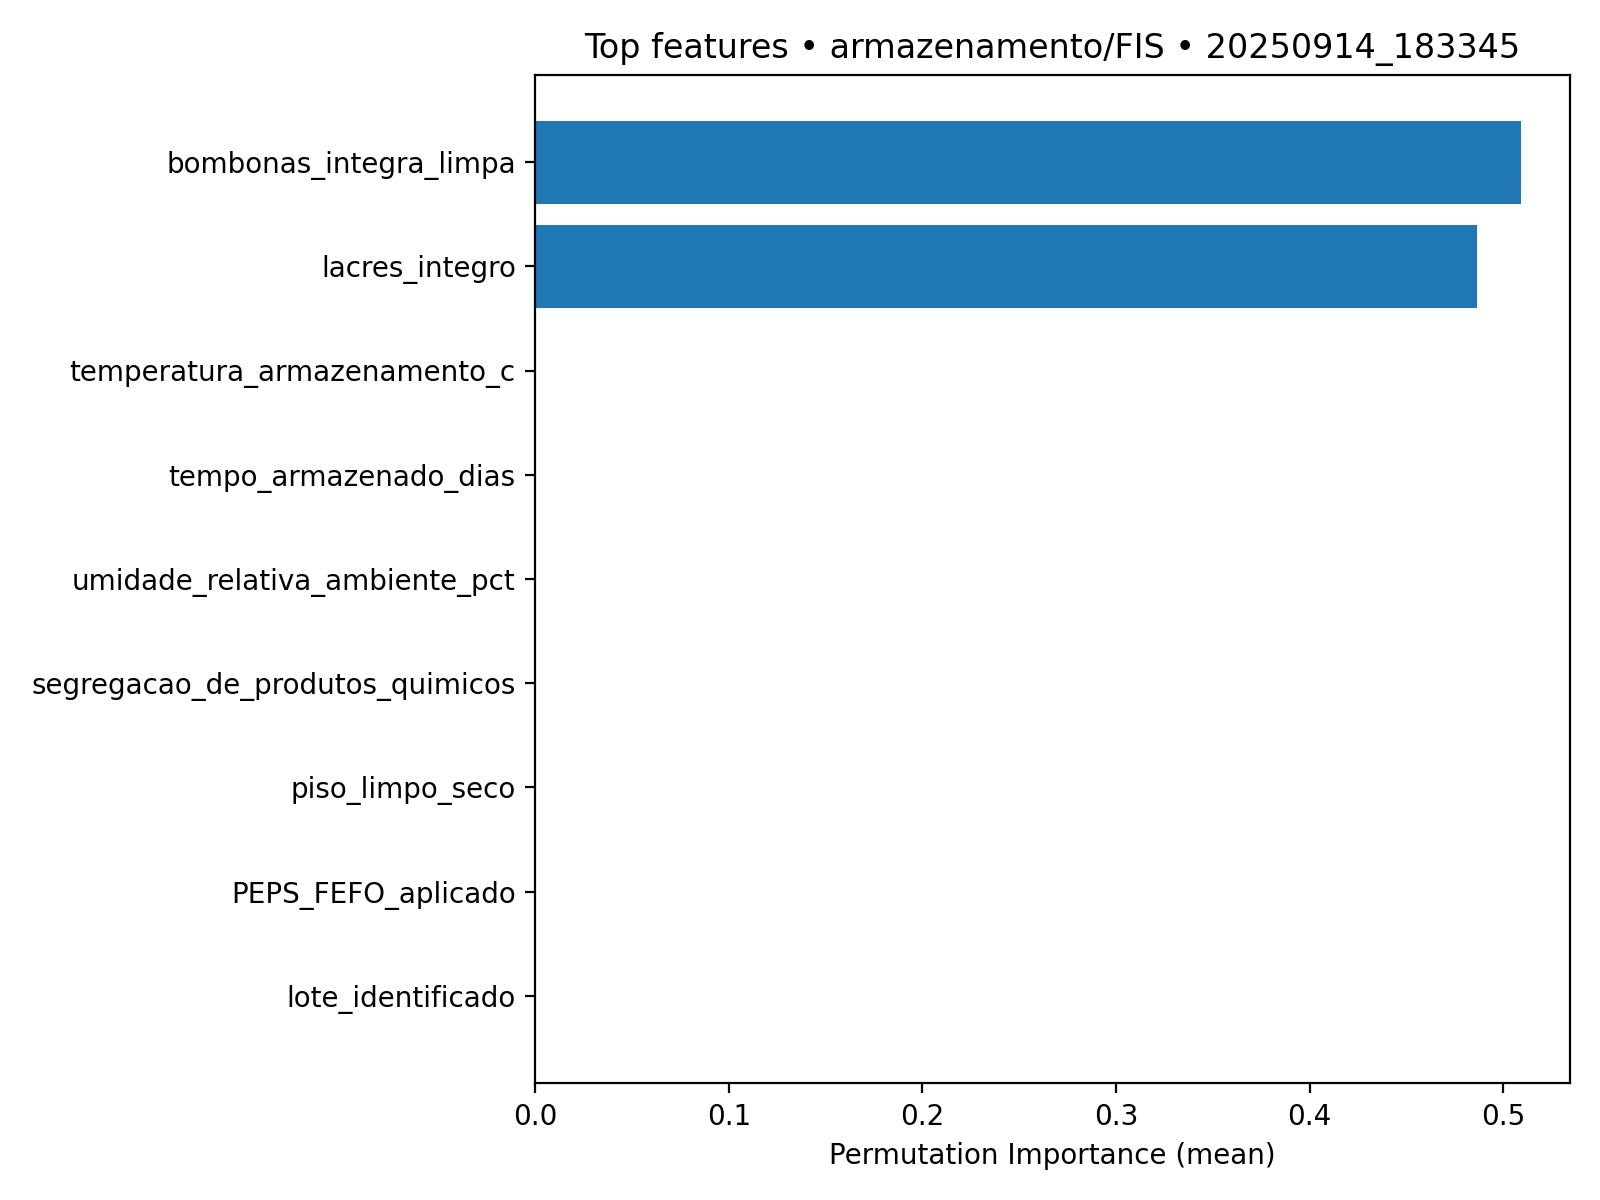 Top features • armazenamento/FIS • 20250914_183345
bombonas_integra_limpa
lacres_integro
temperatura_armazenamento_c
tempo_armazenado_dias
umidade_relativa_ambiente_pct
segregacao_de_produtos_quimicos
piso_limpo_seco
PEPS_FEFO_aplicado
lote_identificado
0.0 0.1 0.2 0.3 0.4 0.5
Permutation Importance (mean)